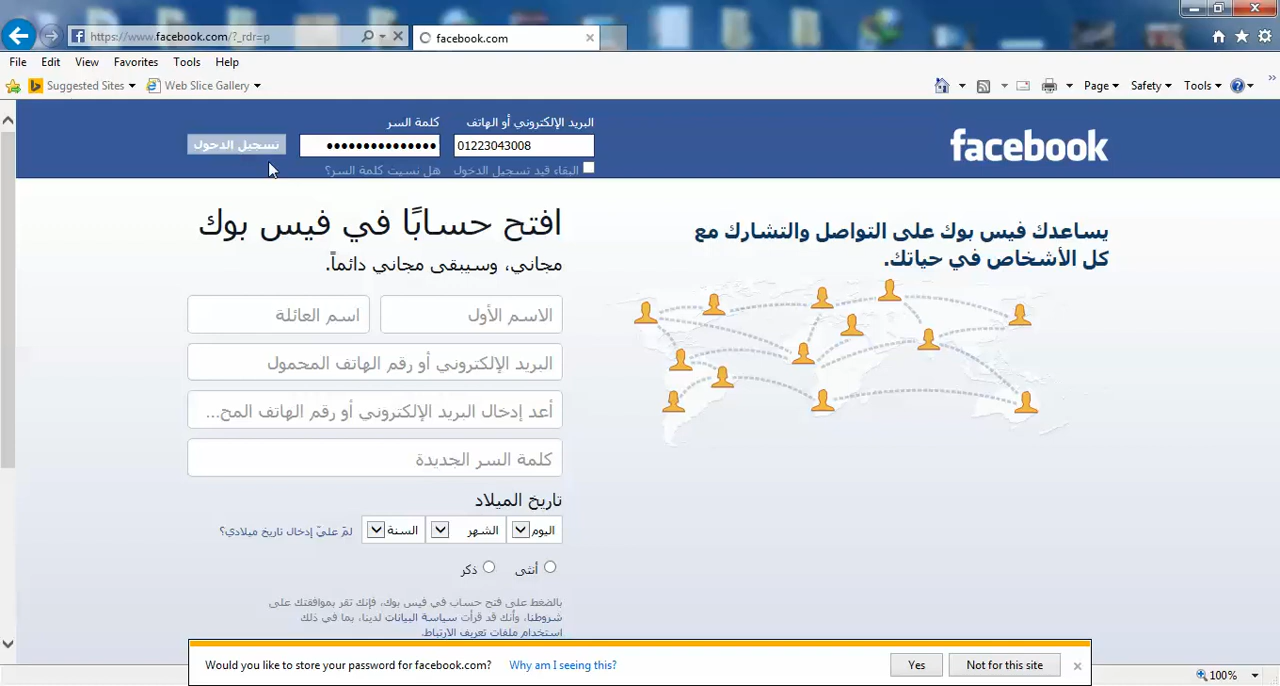 https://www.facebook.com/?_rdr=p
facebook.com
File Edit View Favorites Tools Help
Suggested Sites Web Slice Gallery
Page Safety Tools
البريد الإلكتروني أو الهاتف
كلمة السر
01223043008
•••••••••••••••
تسجيل الدخول
البقاء قيد تسجيل الدخول
هل نسيت كلمة السر؟
facebook
يساعدك فيس بوك على التواصل والتشارك مع
كل الأشخاص في حياتك.
افتح حسابًا في فيس بوك
مجاني، وسيبقى مجاني دائماً.
الاسم الأول
اسم العائلة
البريد الإلكتروني أو رقم الهاتف المحمول
أعد إدخال البريد الإلكتروني أو رقم الهاتف المح...
كلمة السر الجديدة
تاريخ الميلاد
اليوم الشهر السنة
لمَ عليّ إدخال تاريخ ميلادي؟
أنثى ذكر
بالضغط على فتح حساب في فيس بوك، فإنك تقر بموافقتك على
شروطنا، وأنك قد قرأت سياسة البيانات لدينا، بما في ذلك
استخدام ملفات تعريف الارتباط.
Would you like to store your password for facebook.com? Why am I seeing this? Yes Not for this site
100%